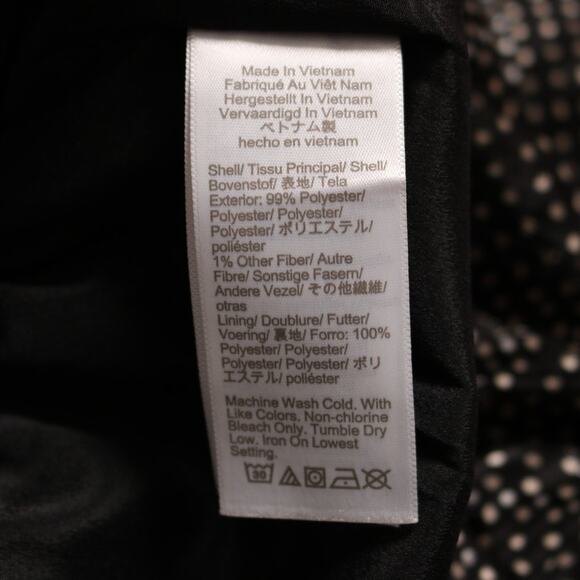 Made In Vietnam
Fabriqué Au Viêt Nam
Hergestellt In Vietnam
Vervaardigd In Vietnam
ベトナム製
hecho en vietnam
Shell/ Tissu Principal/ Shell/
Bovenstof/ 表地/ Tela
Exterior: 99% Polyester/
Polyester/ Polyester/
Polyester/ ポリエステル/
poliéster
1% Other Fiber/ Autre
Fibre/ Sonstige Fasern/
Andere Vezel/ その他繊維/
otras
Lining/ Doublure/ Futter/
Voering/ 裏地/ Forro: 100%
Polyester/ Polyester/
Polyester/ Polyester/ ポリ
エステル/ poliéster
Machine Wash Cold. With
Like Colors. Non-chlorine
Bleach Only. Tumble Dry
Low. Iron On Lowest
Setting.
30